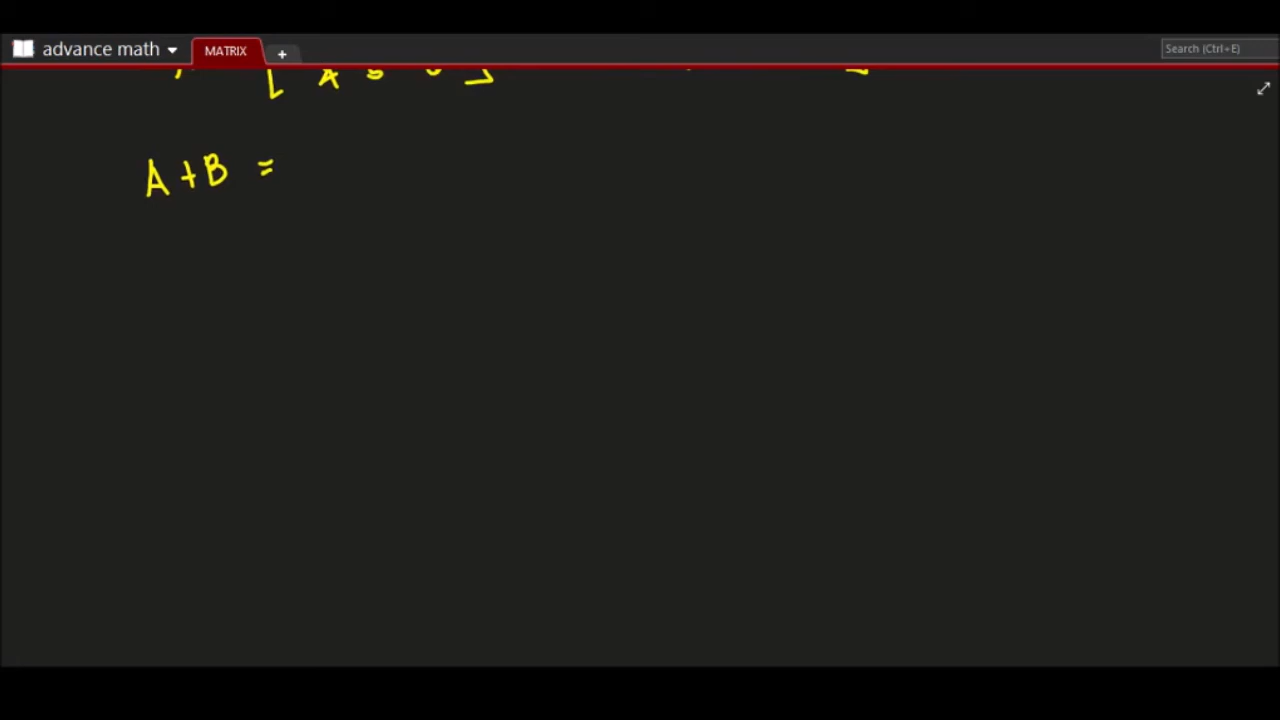 advance math
MATRIX
+
Search (Ctrl+E)
A+B =